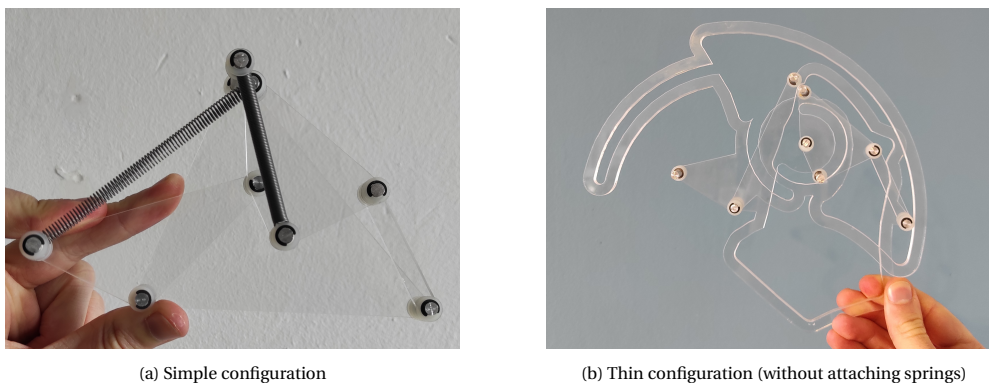 (a) Simple configuration
(b) Thin configuration (without attaching springs)